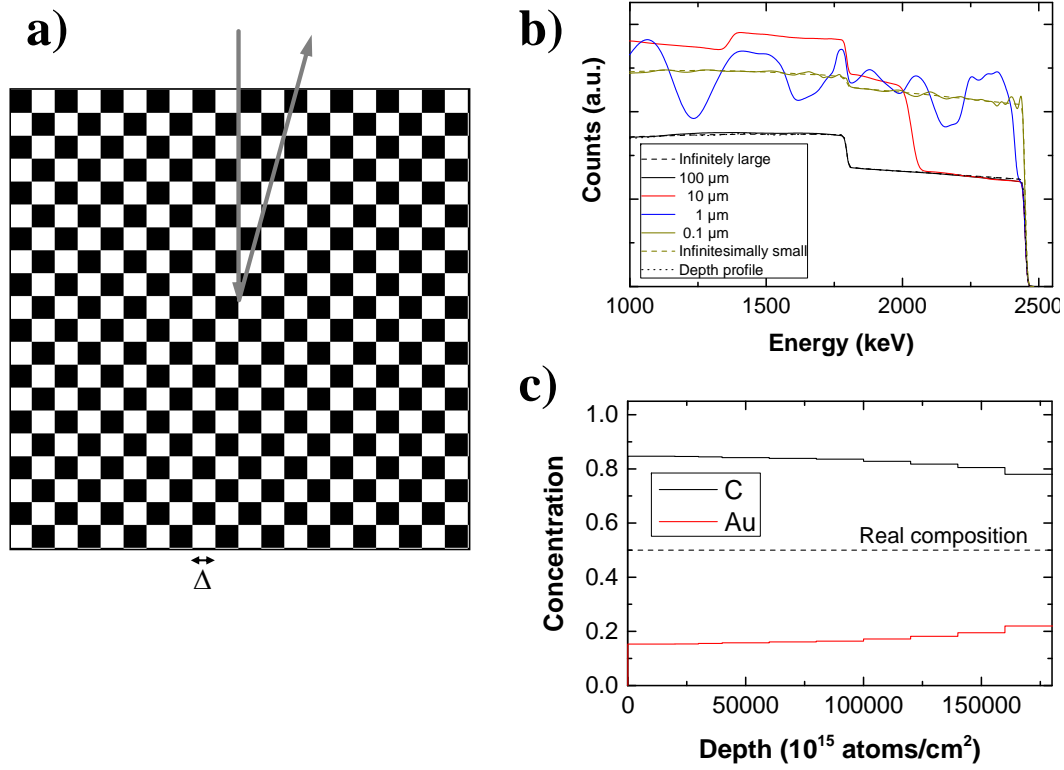 a)
Δ
b)
Counts (a.u.)
Infinitely large
100 µm
10 µm
1 µm
0.1 µm
Infinitesimally small
Depth profile
1000 1500 2000 2500
Energy (keV)
c)
Concentration
1.0
0.8
0.6
0.4
0.2
0.0
C
Au
Real composition
0 50000 100000 150000
Depth (10¹⁵ atoms/cm²)